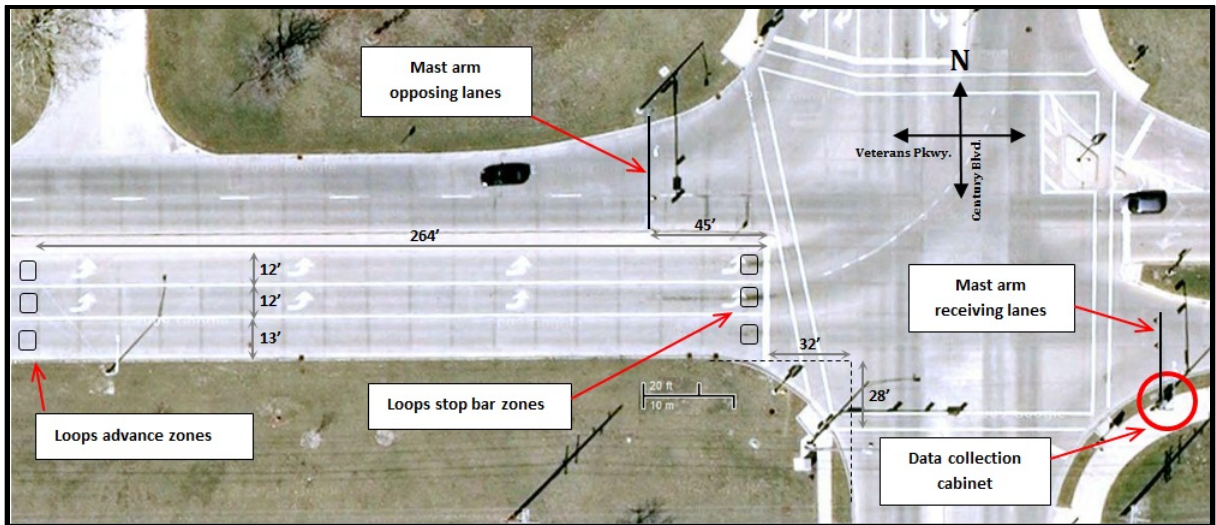 Mast arm
opposing lanes
N
Veterans Pkwy.
Century Blvd.
264’
45’
12’
12’
13’
Mast arm
receiving lanes
32’
28’
20 ft
10 m
Loops advance zones
Loops stop bar zones
Data collection
cabinet